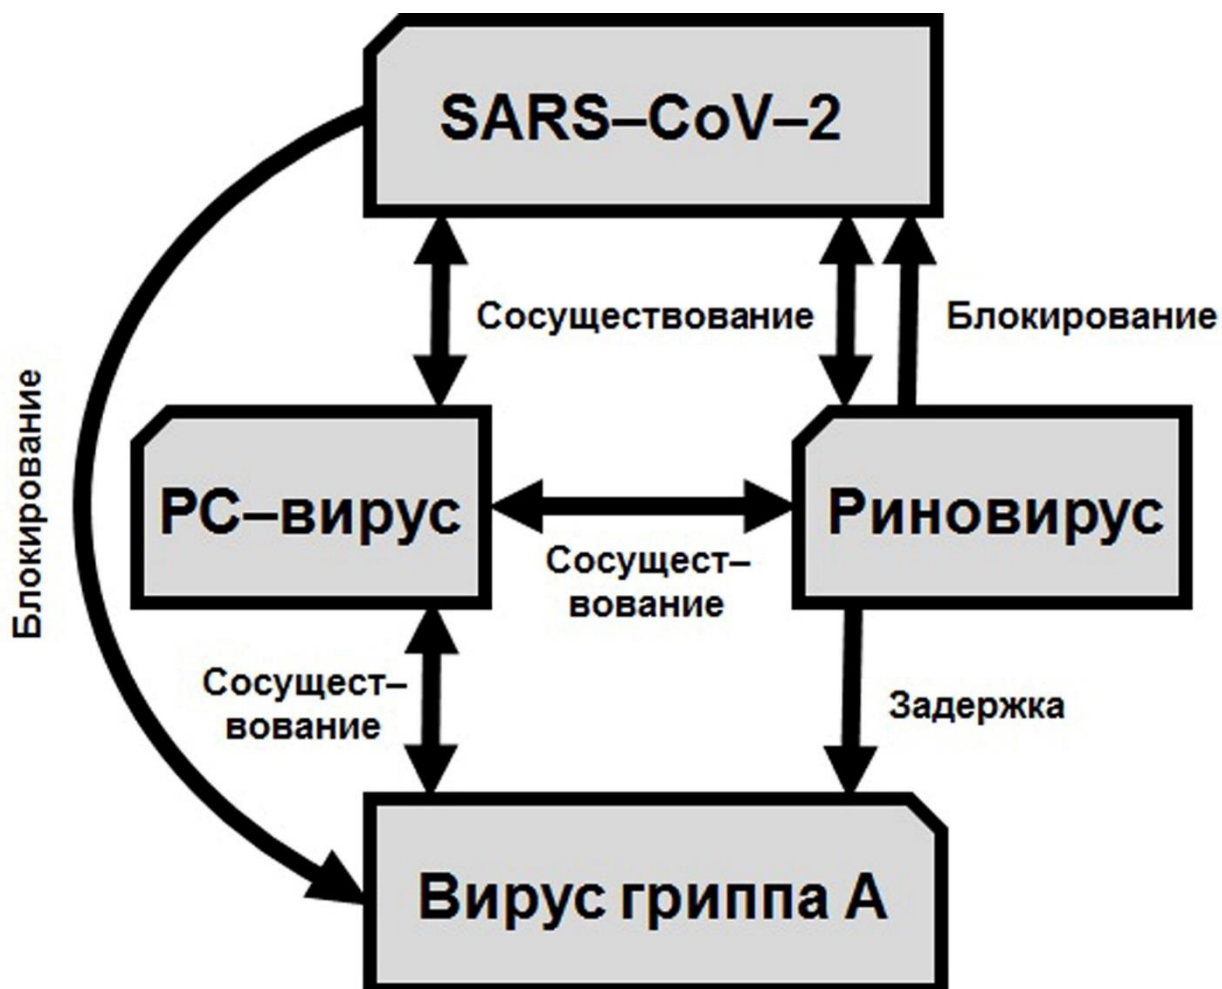 SARS–CoV–2
Сосуществование
Блокирование
Блокирование
РС–вирус
Риновирус
Сосущест–
вование
Сосущест–
вование
Задержка
Вирус гриппа А